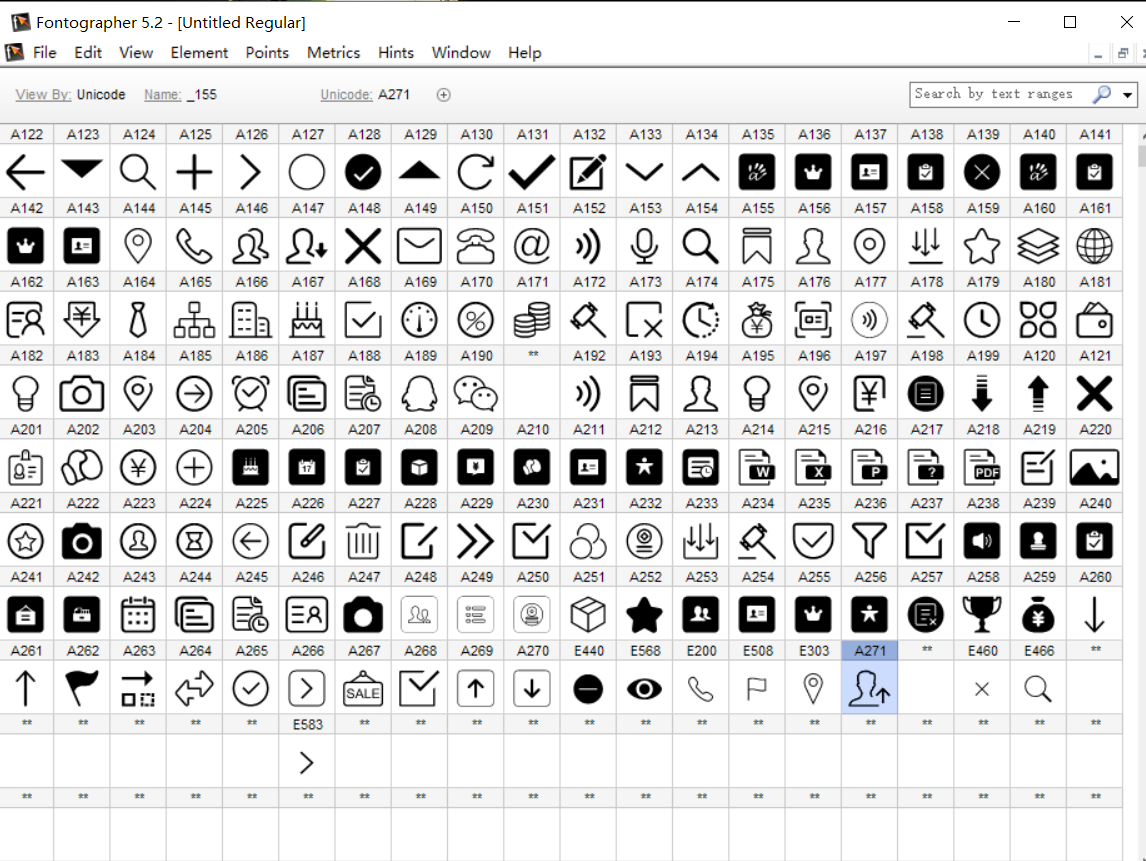 Fontographer 5.2 - [Untitled Regular]
File Edit View Element Points Metrics Hints Window Help
View By: Unicode Name: _155 Unicode: A271 Search by text ranges
A122 A123 A124 A125 A126 A127 A128 A129 A130 A131 A132 A133 A134 A135 A136 A137 A138 A139 A140 A141
a a
A142 A143 A144 A145 A146 A147 A148 A149 A150 A151 A152 A153 A154 A155 A156 A157 A158 A159 A160 A161
@
A162 A163 A164 A165 A166 A167 A168 A169 A170 A171 A172 A173 A174 A175 A176 A177 A178 A179 A180 A181
¥ % ¥
A182 A183 A184 A185 A186 A187 A188 A189 A190 ** A192 A193 A194 A195 A196 A197 A198 A199 A120 A121
¥
A201 A202 A203 A204 A205 A206 A207 A208 A209 A210 A211 A212 A213 A214 A215 A216 A217 A218 A219 A220
¥ 17 ¥ W X P ? PDF
A221 A222 A223 A224 A225 A226 A227 A228 A229 A230 A231 A232 A233 A234 A235 A236 A237 A238 A239 A240
A241 A242 A243 A244 A245 A246 A247 A248 A249 A250 A251 A252 A253 A254 A255 A256 A257 A258 A259 A260
¥
A261 A262 A263 A264 A265 A266 A267 A268 A269 A270 E440 E568 E200 E508 E303 A271 ** E460 E466 **
SALE
** ** ** ** ** E583 ** ** ** ** ** ** ** ** ** ** ** ** ** **
** ** ** ** ** ** ** ** ** ** ** ** ** ** ** ** ** ** ** **